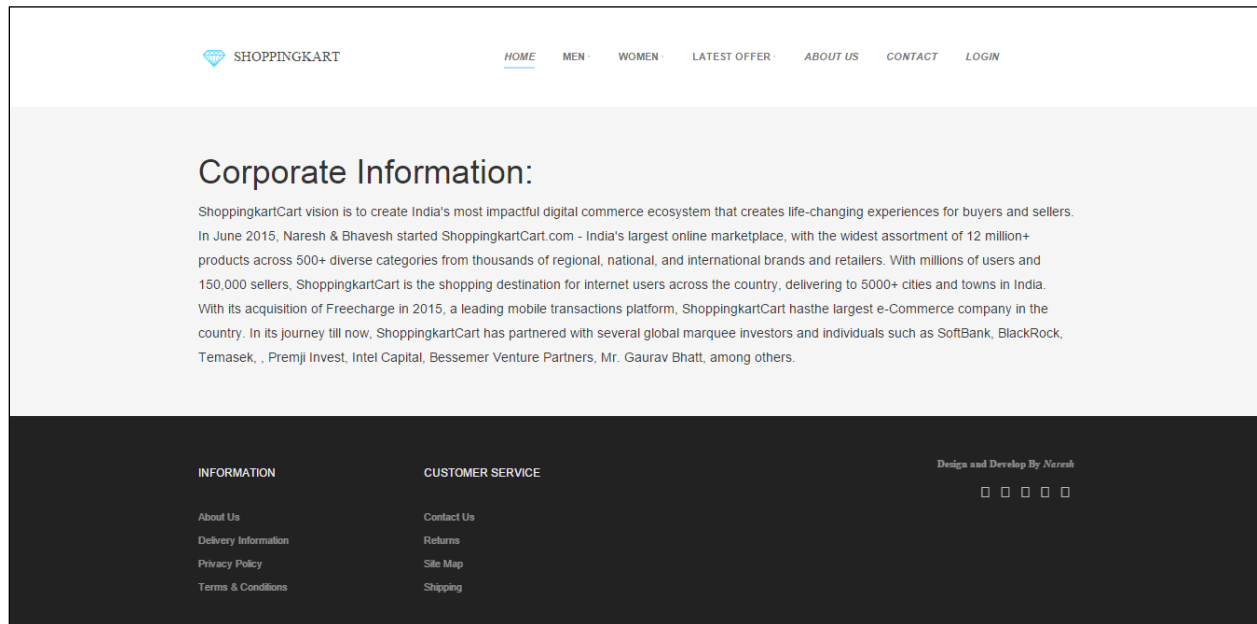 SHOPPINGKART
HOME MEN WOMEN LATEST OFFER ABOUT US CONTACT LOGIN
Corporate Information:
ShoppingkartCart vision is to create India's most impactful digital commerce ecosystem that creates life-changing experiences for buyers and sellers.
In June 2015, Naresh & Bhavesh started ShoppingkartCart.com - India's largest online marketplace, with the widest assortment of 12 million+
products across 500+ diverse categories from thousands of regional, national, and international brands and retailers. With millions of users and
150,000 sellers, ShoppingkartCart is the shopping destination for internet users across the country, delivering to 5000+ cities and towns in India.
With its acquisition of Freecharge in 2015, a leading mobile transactions platform, ShoppingkartCart hasthe largest e-Commerce company in the
country. In its journey till now, ShoppingkartCart has partnered with several global marquee investors and individuals such as SoftBank, BlackRock,
Temasek, , Premji Invest, Intel Capital, Bessemer Venture Partners, Mr. Gaurav Bhatt, among others.
INFORMATION
About Us
Delivery Information
Privacy Policy
Terms & Conditions
CUSTOMER SERVICE
Contact Us
Returns
Site Map
Shipping
Design and Develop By Naresh